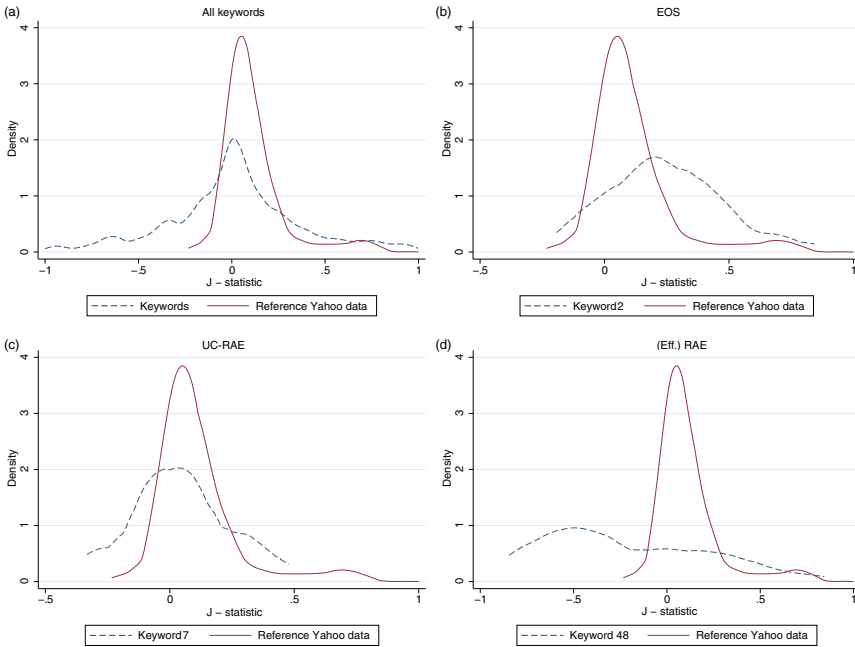 (a)
All keywords
Density
4
3
2
1
0
−1
−.5
0
.5
1
J − statistic
Keywords
Reference Yahoo data
(b)
EOS
Density
4
3
2
1
0
−.5
0
.5
1
J − statistic
Keyword2
Reference Yahoo data
(c)
UC-RAE
Density
4
3
2
1
0
−.5
0
.5
1
J − statistic
Keyword7
Reference Yahoo data
(d)
(Eff.) RAE
Density
4
3
2
1
0
−1
−.5
0
.5
1
J − statistic
Keyword 48
Reference Yahoo data